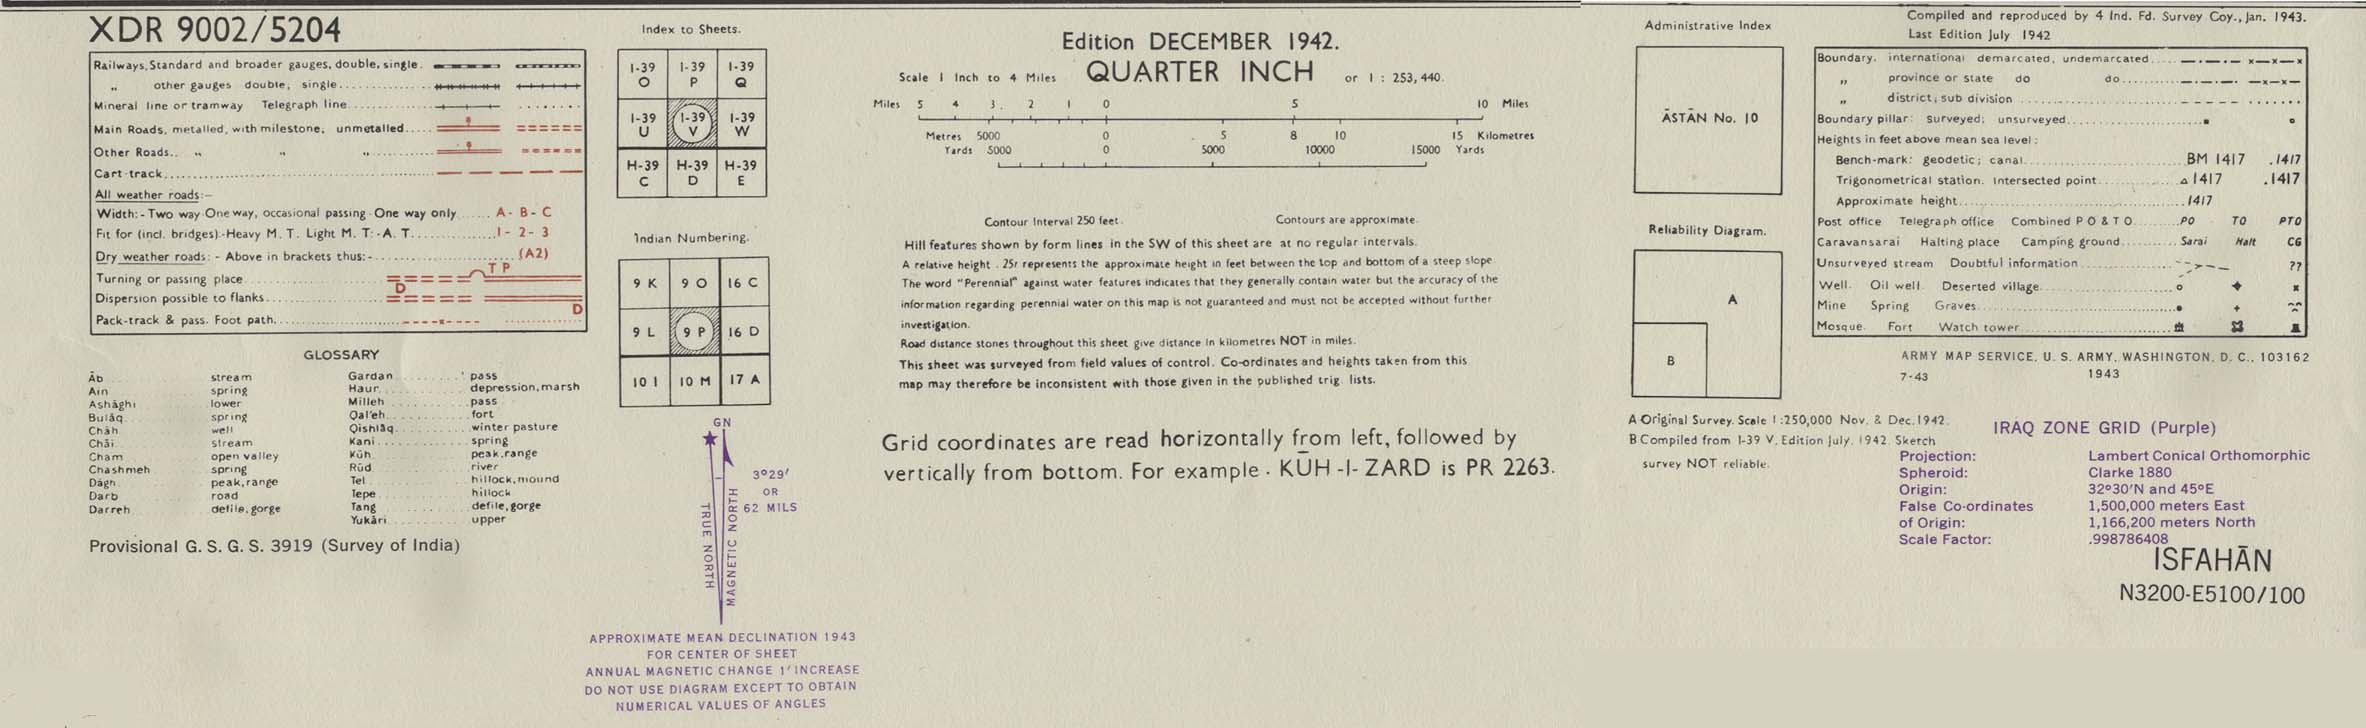 XDR 9002/5204
Railways, Standard and broader gauges, double, single.
„ other gauges double, single
Mineral line or tramway Telegraph line
Main Roads, metalled, with milestone, unmetalled
Other Roads.. „ „ „
Cart-track
All weather roads:-
Width:- Two way One way, occasional passing One way only A - B - C
Fit for (incl. bridges)-Heavy M. T. Light M. T.-A. T. 1 - 2 - 3
Dry weather roads: - Above in brackets thus:- (A2)
Turning or passing place T P
Dispersion possible to flanks D
Pack-track & pass. Foot path D
GLOSSARY
Āb stream
Ain spring
Ashāghi lower
Bulāq spring
Chāh well
Chāi stream
Cham open valley
Chashmeh spring
Dāgh peak, range
Darb road
Darreh defile, gorge
Gardan pass
Haur depression, marsh
Milleh pass
Qal'eh fort
Qishlāq winter pasture
Kani spring
Kūh peak, range
Rūd river
Tel hillock, mound
Tepe hillock
Tang defile, gorge
Yukāri upper
Provisional G. S. G. S. 3919 (Survey of India)
Index to Sheets.
I-39 O I-39 P I-39 Q
I-39 U I-39 V I-39 W
H-39 C H-39 D H-39 E
Indian Numbering.
9 K 9 O 16 C
9 L 9 P 16 D
10 I 10 M 17 A
GN
3°29'
OR
62 MILS
TRUE NORTH
MAGNETIC NORTH
APPROXIMATE MEAN DECLINATION 1943
FOR CENTER OF SHEET
ANNUAL MAGNETIC CHANGE 1' INCREASE
DO NOT USE DIAGRAM EXCEPT TO OBTAIN
NUMERICAL VALUES OF ANGLES
Edition DECEMBER 1942.
Scale 1 Inch to 4 Miles QUARTER INCH or 1 : 253,440.
Miles 5 4 3 2 1 0 5 10 Miles
Metres 5000 0 5 8 10 15 Kilometres
Yards 5000 0 5000 10000 15000 Yards
Contour Interval 250 feet. Contours are approximate.
Hill features shown by form lines in the SW of this sheet are at no regular intervals.
A relative height . 25r represents the approximate height in feet between the top and bottom of a steep slope
The word "Perennial" against water features indicates that they generally contain water but the accuracy of the
information regarding perennial water on this map is not guaranteed and must not be accepted without further
investigation.
Road distance stones throughout this sheet give distance in kilometres NOT in miles.
This sheet was surveyed from field values of control. Co-ordinates and heights taken from this
map may therefore be inconsistent with those given in the published trig. lists.
Grid coordinates are read horizontally from left, followed by
vertically from bottom. For example - KŪH -I- ZARD is PR 2263.
Administrative Index
ĀSTĀN No. 10
Reliability Diagram.
A
B
A Original Survey. Scale 1:250,000 Nov. & Dec. 1942.
B Compiled from I-39 V, Edition July, 1942. Sketch
survey NOT reliable.
Compiled and reproduced by 4 Ind. Fd. Survey Coy., Jan. 1943.
Last Edition July 1942
Boundary. international demarcated, undemarcated
„ province or state do do
„ district; sub division
Boundary pillar: surveyed; unsurveyed
Heights in feet above mean sea level:
Bench-mark: geodetic; canal BM 1417 .1417
Trigonometrical station. Intersected point 1417 .1417
Approximate height .1417
Post office Telegraph office Combined P O & T O PO TO PTO
Caravansarai Halting place Camping ground Sarai Halt CG
Unsurveyed stream Doubtful information ??
Well. Oil well. Deserted village
Mine Spring Graves
Mosque. Fort Watch tower
ARMY MAP SERVICE, U. S. ARMY, WASHINGTON, D. C., 103162
7-43 1943
IRAQ ZONE GRID (Purple)
Projection: Lambert Conical Orthomorphic
Spheroid: Clarke 1880
Origin: 32°30'N and 45°E
False Co-ordinates 1,500,000 meters East
of Origin: 1,166,200 meters North
Scale Factor: .998786408
ISFAHĀN
N3200-E5100/100